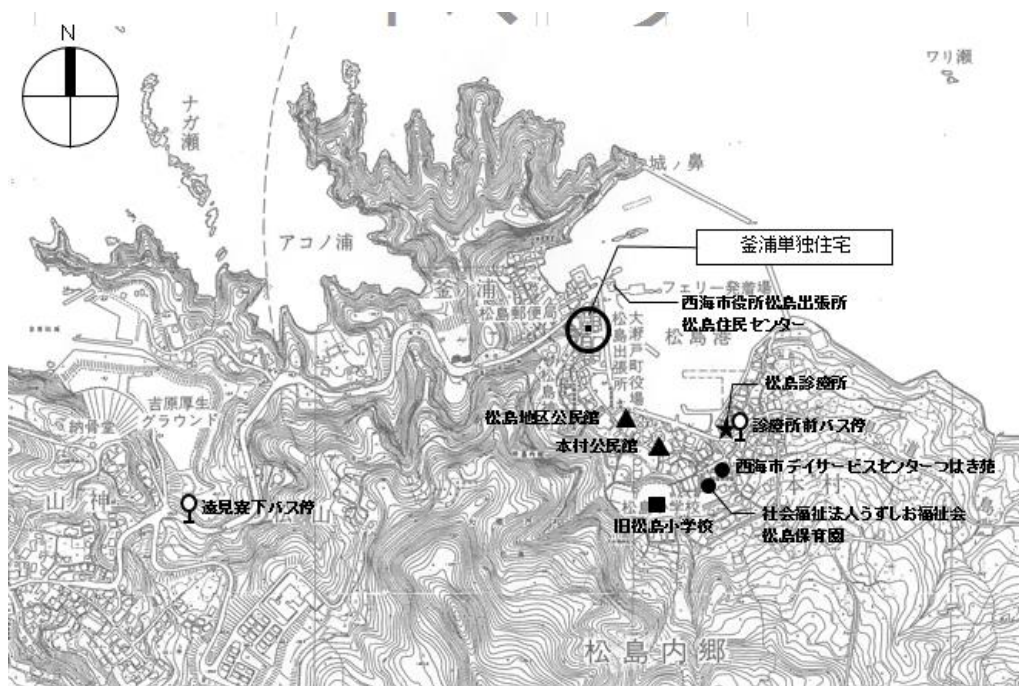 N
ワリ瀬
ナガ瀬
城ノ鼻
アコノ浦
釜浦単独住宅
釜ノ浦
フェリー発着場
松島郵便局
西海市役所松島出張所
松島住民センター
大瀬戸町役場
松島出張所
松島港
松島診療所
吉原厚生
グラウンド
納骨堂
松島地区公民館
診療所前バス停
本村公民館
西海市デイサービスセンターつばき苑
本村
山神
遠見寮下バス停
旧松島小学校
社会福祉法人うずしお福祉会
松島保育園
松島内郷